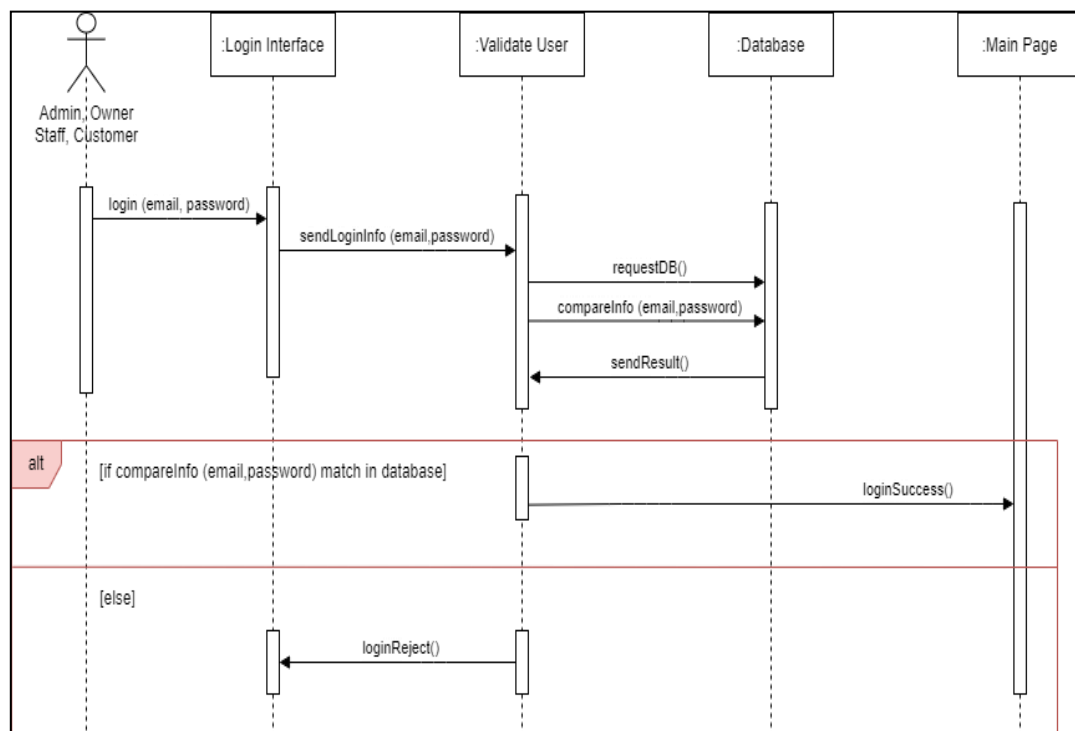 :Login Interface
:Validate User
:Database
:Main Page
Admin, Owner
Staff, Customer
login (email, password)
sendLoginInfo (email,password)
requestDB()
compareInfo (email,password)
sendResult()
alt
[if compareInfo (email,password) match in database]
loginSuccess()
[else]
loginReject()